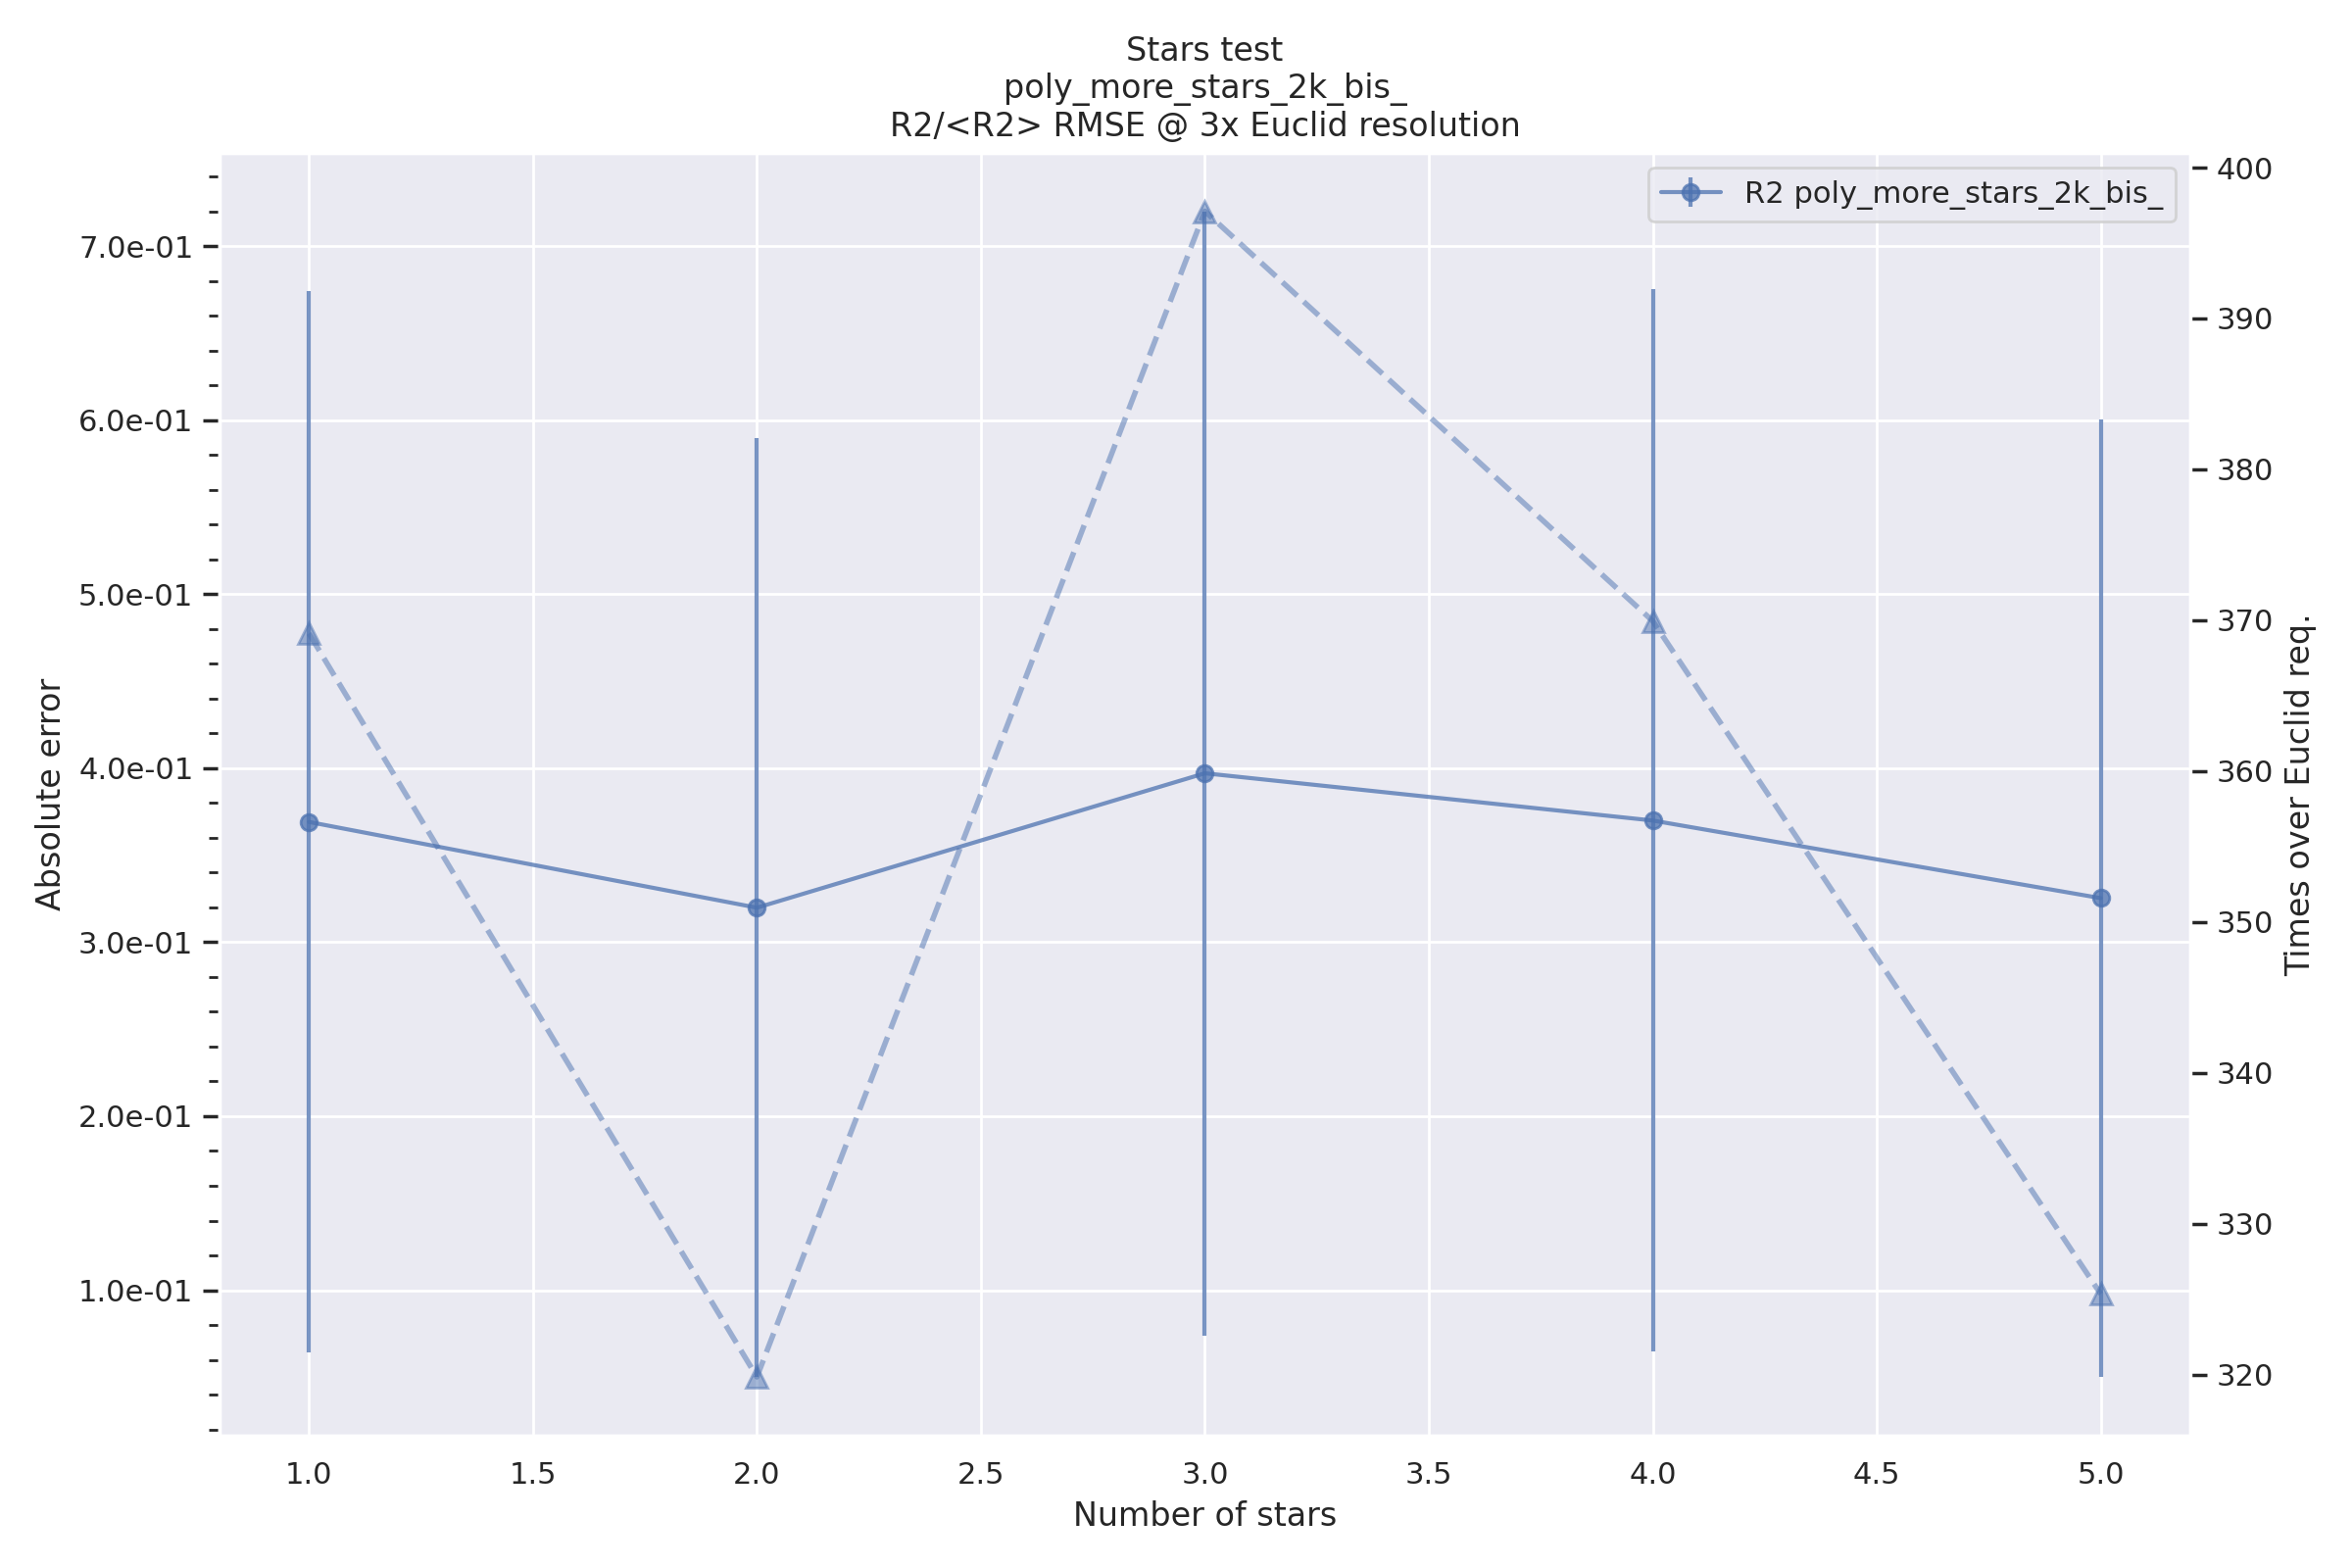 Stars test
poly_more_stars_2k_bis_
R2/<R2> RMSE @ 3x Euclid resolution
R2 poly_more_stars_2k_bis_
Absolute error
7.0e-01
6.0e-01
5.0e-01
4.0e-01
3.0e-01
2.0e-01
1.0e-01
400
390
380
370
360
350
340
330
320
Times over Euclid req.
1.0 1.5 2.0 2.5 3.0 3.5 4.0 4.5 5.0
Number of stars